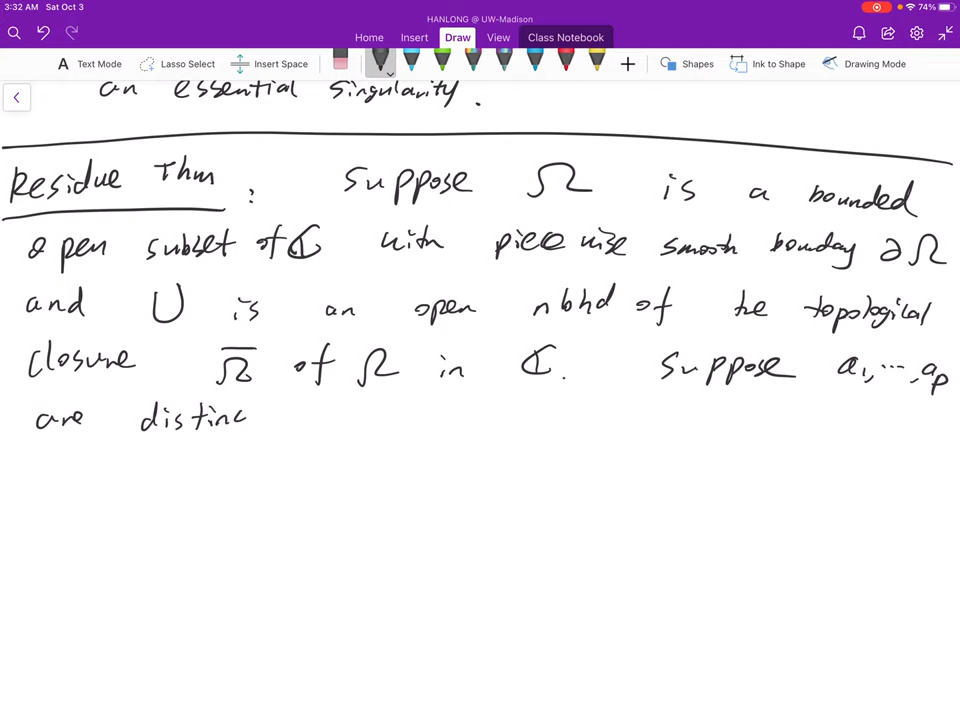 3:32 AM Sat Oct 3
74%
HANLONG @ UW-Madison
Home Insert Draw View Class Notebook
A Text Mode Lasso Select Insert Space Shapes Ink to Shape Drawing Mode
an essential singularity.
Residue Thm: Suppose Ω is a bounded
open subset of ℂ with piecewise smooth bounday ∂Ω
and U is an open nbhd of the topological
closure Ω̅ of Ω in ℂ. Suppose a₁, ⋯, aₚ
are distinc